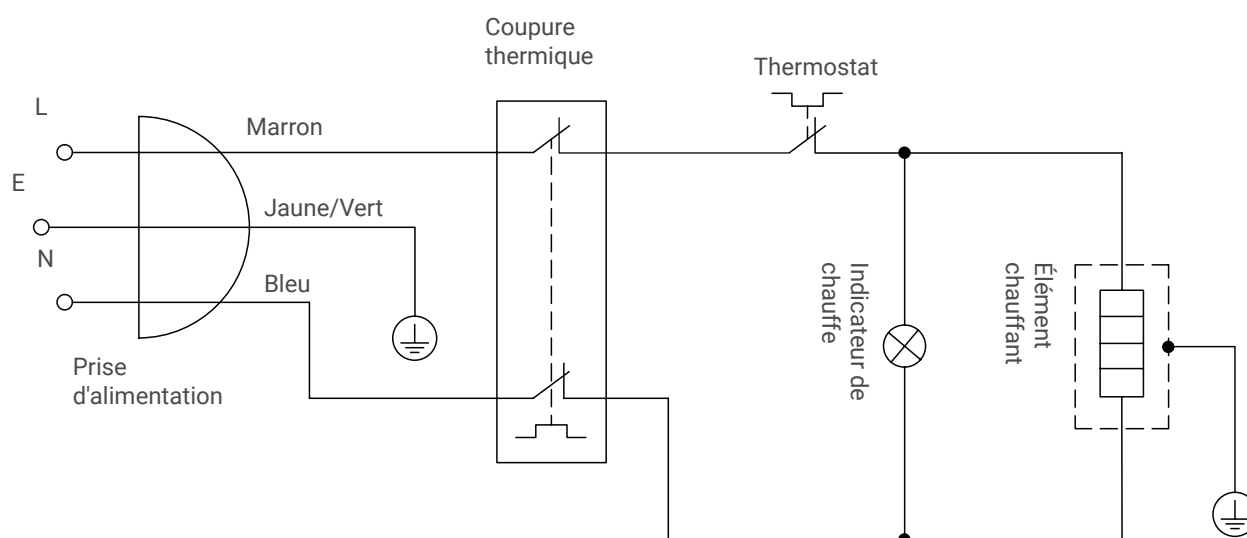 Coupure
thermique
Thermostat
L
Marron
E
Jaune/Vert
N
Bleu
Prise
d'alimentation
Indicateur de
chauffe
Élément
chauffant